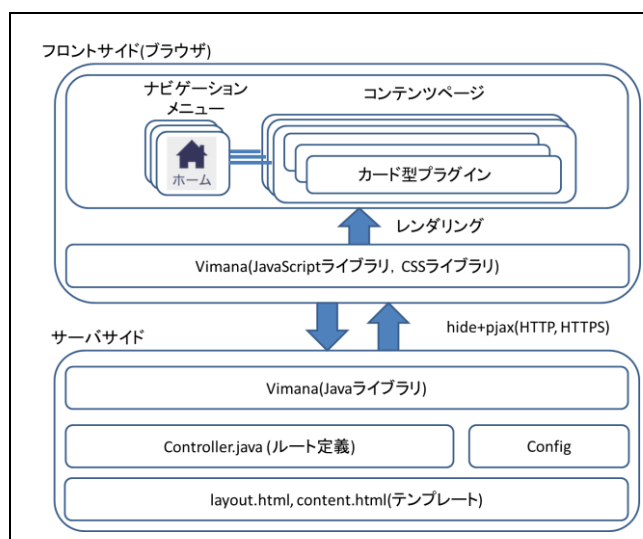 フロントサイド(ブラウザ)
ナビゲーション
メニュー
コンテンツページ
ホーム
カード型プラグイン
レンダリング
Vimana(JavaScriptライブラリ, CSSライブラリ)
hide+pjax(HTTP, HTTPS)
サーバサイド
Vimana(Javaライブラリ)
Controller.java (ルート定義)
Config
layout.html, content.html(テンプレート)